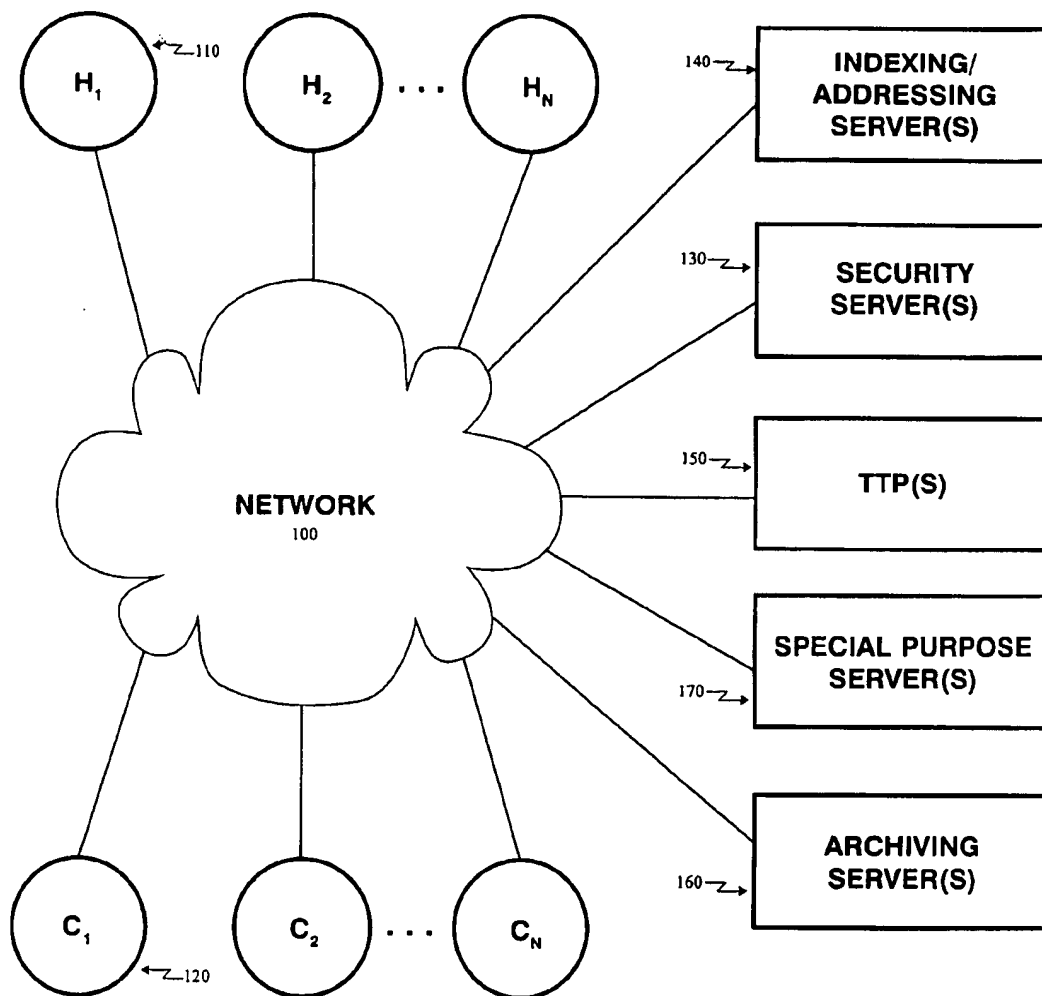 H1
110
H2
. . .
HN
140
INDEXING/
ADDRESSING
SERVER(S)
130
SECURITY
SERVER(S)
150
TTP(S)
NETWORK
100
SPECIAL PURPOSE
SERVER(S)
170
ARCHIVING
SERVER(S)
160
C1
120
C2
. . .
CN